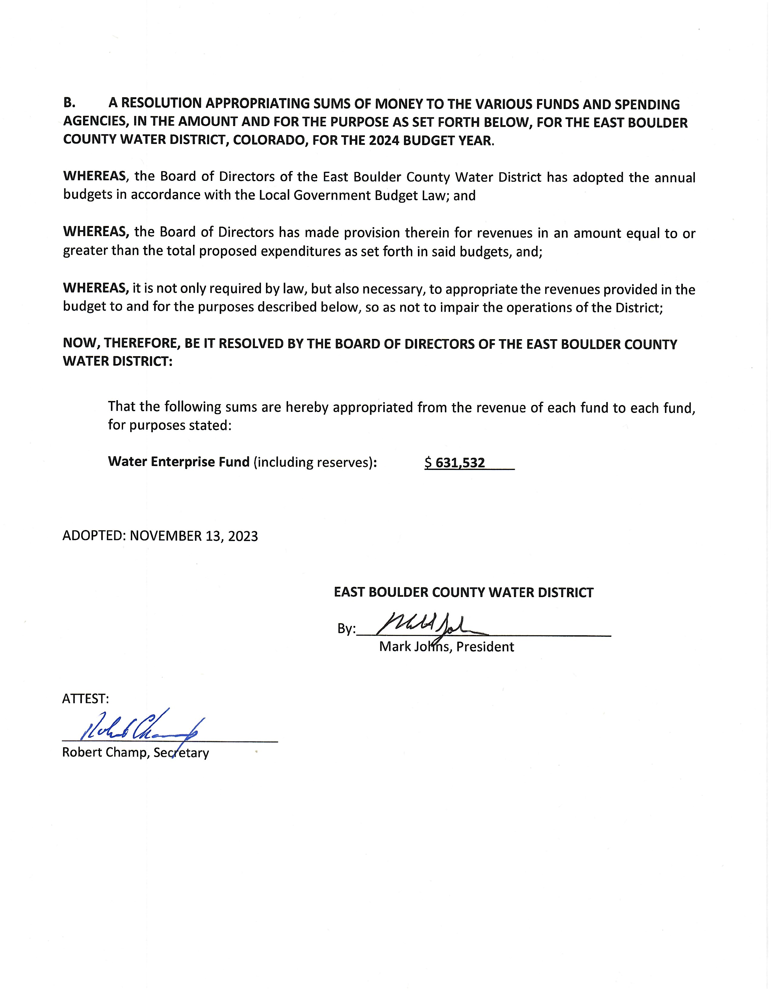 B. A RESOLUTION APPROPRIATING SUMS OF MONEY TO THE VARIOUS FUNDS AND SPENDING
AGENCIES, IN THE AMOUNT AND FOR THE PURPOSE AS SET FORTH BELOW, FOR THE EAST BOULDER
COUNTY WATER DISTRICT, COLORADO, FOR THE 2024 BUDGET YEAR.
WHEREAS, the Board of Directors of the East Boulder County Water District has adopted the annual
budgets in accordance with the Local Government Budget Law; and
WHEREAS, the Board of Directors has made provision therein for revenues in an amount equal to or
greater than the total proposed expenditures as set forth in said budgets, and;
WHEREAS, it is not only required by law, but also necessary, to appropriate the revenues provided in the
budget to and for the purposes described below, so as not to impair the operations of the District;
NOW, THEREFORE, BE IT RESOLVED BY THE BOARD OF DIRECTORS OF THE EAST BOULDER COUNTY
WATER DISTRICT:
That the following sums are hereby appropriated from the revenue of each fund to each fund,
for purposes stated:
Water Enterprise Fund (including reserves): $ 631,532
ADOPTED: NOVEMBER 13, 2023
EAST BOULDER COUNTY WATER DISTRICT
By:
Mark Johns, President
ATTEST:
Robert Champ
Robert Champ, Secretary